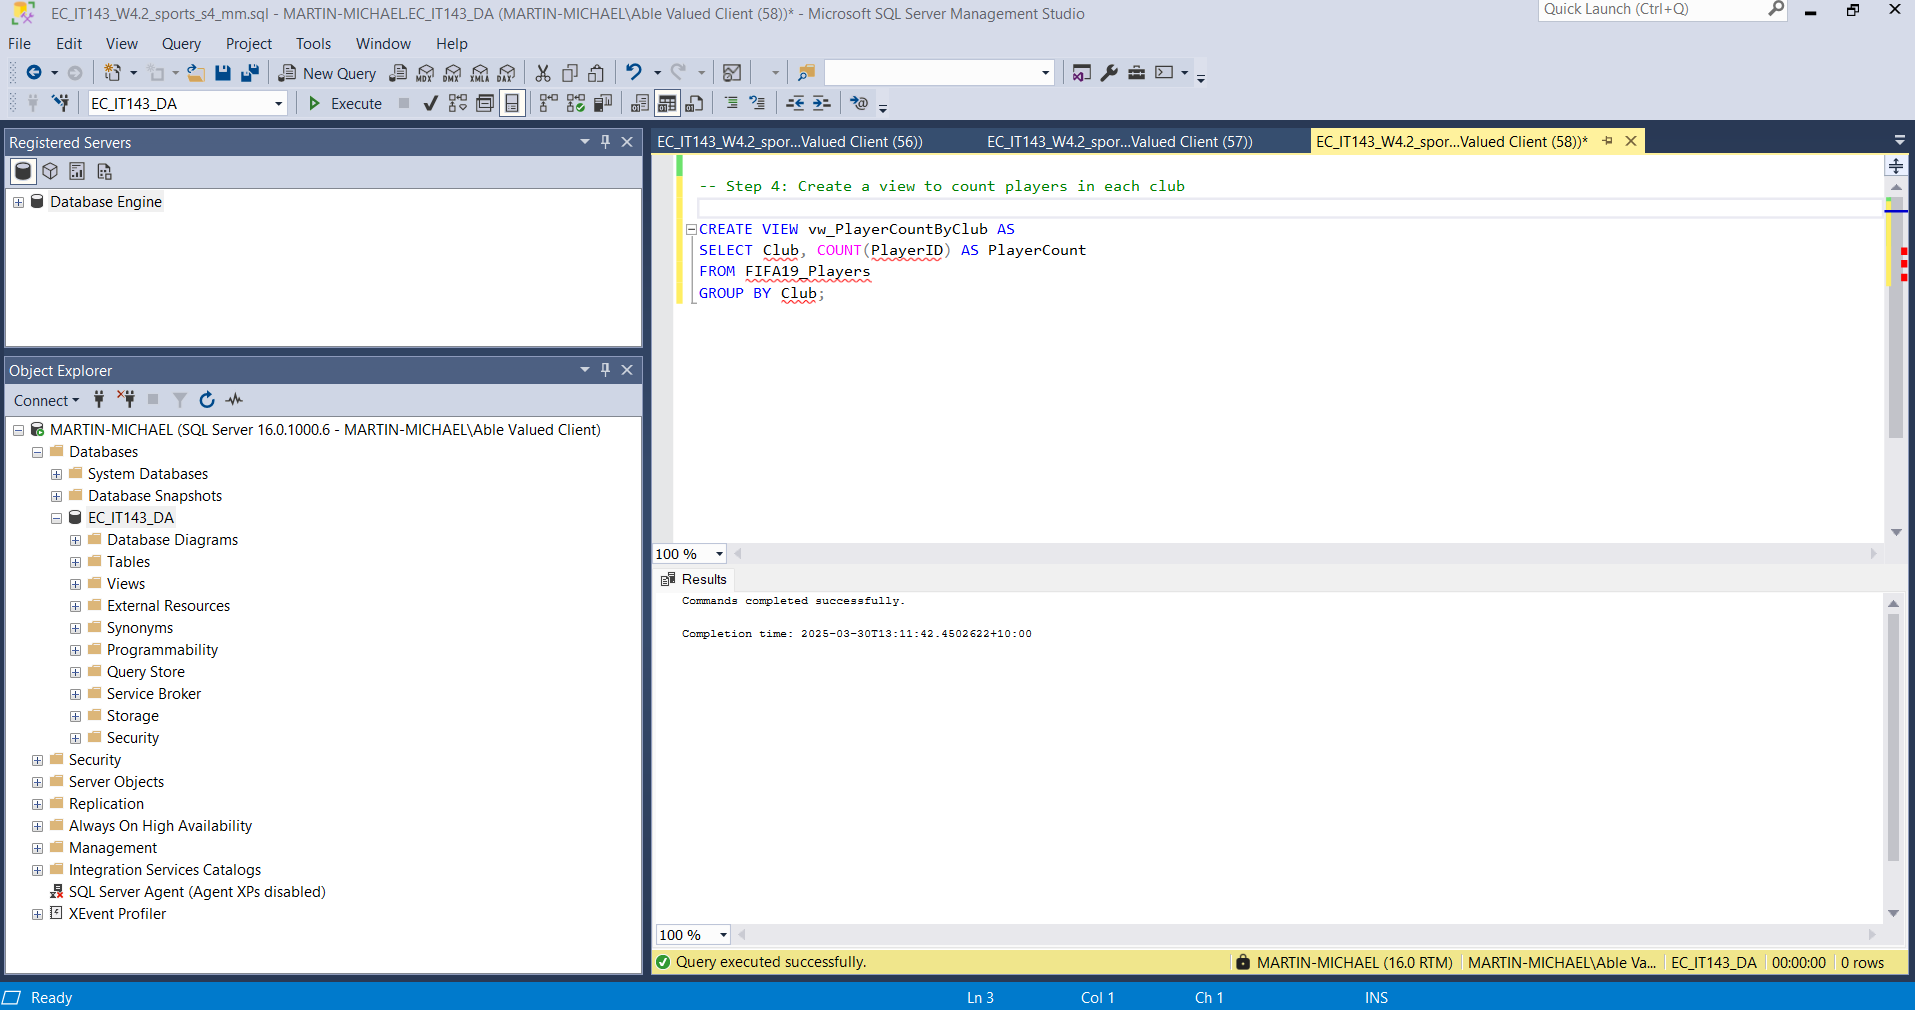 EC_IT143_W4.2_sports_s4_mm.sql - MARTIN-MICHAEL.EC_IT143_DA (MARTIN-MICHAEL\Able Valued Client (58))* - Microsoft SQL Server Management Studio
Quick Launch (Ctrl+Q)
File Edit View Query Project Tools Window Help
New Query
MDX DMX XMLA DAX
EC_IT143_DA
Execute
Registered Servers
Database Engine
Object Explorer
Connect
MARTIN-MICHAEL (SQL Server 16.0.1000.6 - MARTIN-MICHAEL\Able Valued Client)
Databases
System Databases
Database Snapshots
EC_IT143_DA
Database Diagrams
Tables
Views
External Resources
Synonyms
Programmability
Query Store
Service Broker
Storage
Security
Security
Server Objects
Replication
Always On High Availability
Management
Integration Services Catalogs
SQL Server Agent (Agent XPs disabled)
XEvent Profiler
EC_IT143_W4.2_spor...Valued Client (56))
EC_IT143_W4.2_spor...Valued Client (57))
EC_IT143_W4.2_spor...Valued Client (58))*
-- Step 4: Create a view to count players in each club
CREATE VIEW vw_PlayerCountByClub AS
SELECT Club, COUNT(PlayerID) AS PlayerCount
FROM FIFA19_Players
GROUP BY Club;
100 %
Results
Commands completed successfully.
Completion time: 2025-03-30T13:11:42.4502622+10:00
100 %
Query executed successfully.
MARTIN-MICHAEL (16.0 RTM)
MARTIN-MICHAEL\Able Va...
EC_IT143_DA
00:00:00
0 rows
Ready
Ln 3
Col 1
Ch 1
INS